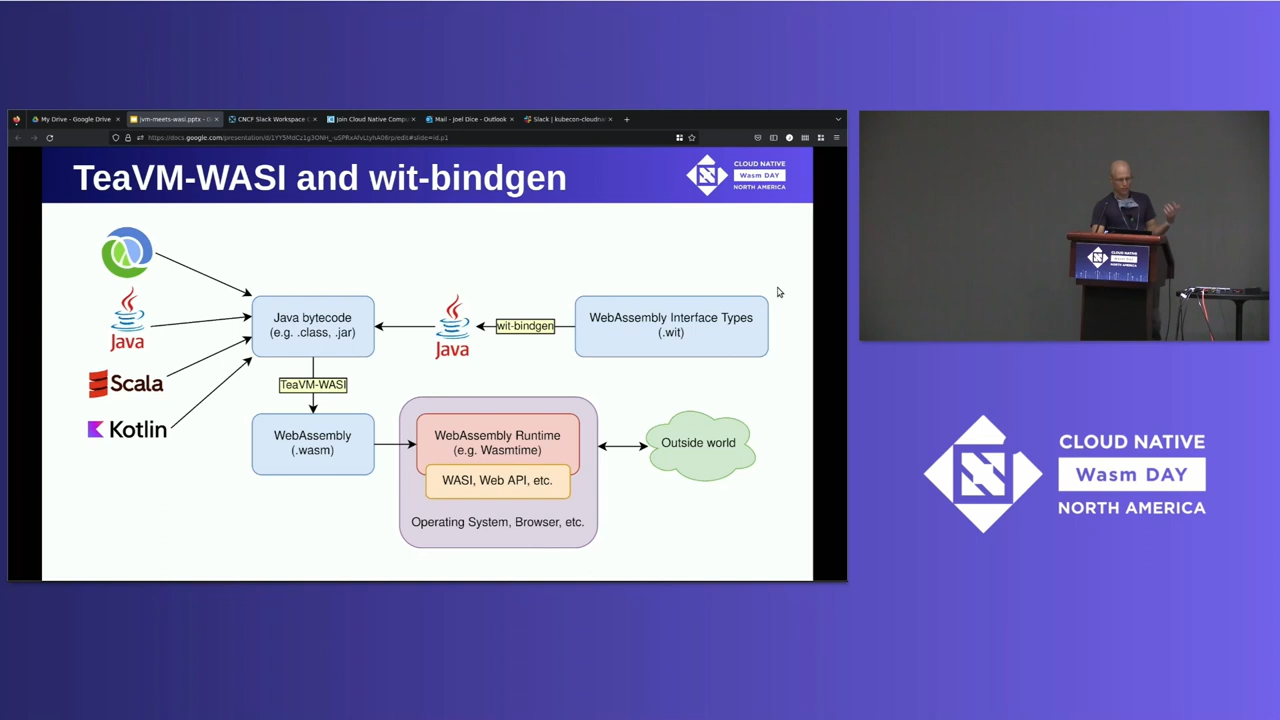 My Drive - Google Drive
jvm-meets-wasi.pptx - G
CNCF Slack Workspace
Join Cloud Native Compu
Mail - Joel Dice - Outlook
Slack | kubecon-cloudna
TeaVM-WASI and wit-bindgen
CLOUD NATIVE
Wasm DAY
NORTH AMERICA
Java bytecode
(e.g. .class, .jar)
Java
Java
wit-bindgen
WebAssembly Interface Types
(.wit)
Scala
TeaVM-WASI
Kotlin
WebAssembly
(.wasm)
WebAssembly Runtime
(e.g. Wasmtime)
WASI, Web API, etc.
Operating System, Browser, etc.
Outside world
CLOUD NATIVE
Wasm DAY
NORTH AMERICA